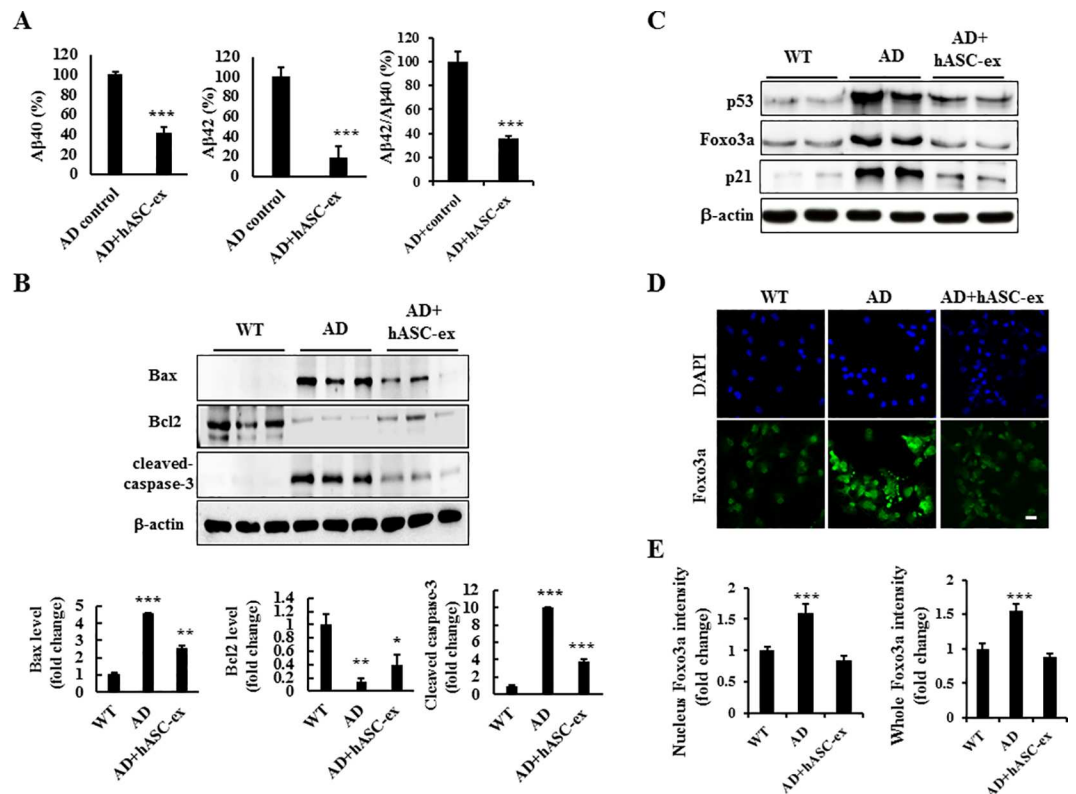 A
Aβ40 (%)
120
100
80
60
40
20
0
AD control
AD+hASC-ex
***
Aβ42 (%)
120
100
80
60
40
20
0
AD control
AD+hASC-ex
***
Aβ42/Aβ40 (%)
120
100
80
60
40
20
0
AD+control
AD+hASC-ex
***
B
WT
AD
AD+
hASC-ex
Bax
Bcl2
cleaved-
caspase-3
β-actin
Bax level
(fold change)
5
4
3
2
1
0
***
**
WT
AD
AD+hASC-ex
Bcl2 level
(fold change)
1.4
1.2
1
0.8
0.6
0.4
0.2
0
**
*
WT
AD
AD+hASC-ex
Cleaved caspase-3
(fold change)
10
8
6
4
2
0
***
***
WT
AD
AD+hASC-ex
C
WT
AD
AD+
hASC-ex
p53
Foxo3a
p21
β-actin
D
WT
AD
AD+hASC-ex
DAPI
Foxo3a
E
Nucleus Foxo3a intensity
(fold change)
2
1.5
1
0.5
0
***
WT
AD
AD+hASC-ex
Whole Foxo3a intensity
(fold change)
2
1.5
1
0.5
0
***
WT
AD
AD+hASC-ex